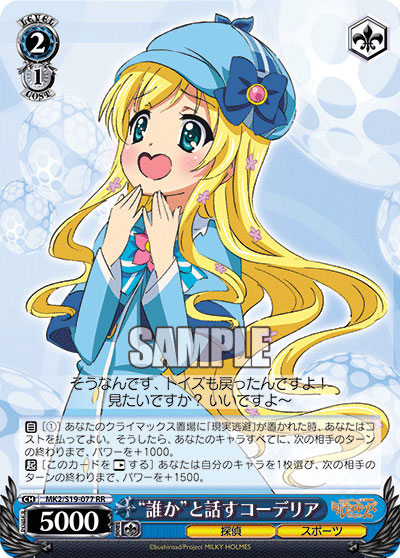 LEVEL
2
1
COST
SAMPLE
そうなんです、トイズも戻ったんですよ!
見たいですか? いいですよ～
自 [①] あなたのクライマックス置場に「現実逃避」が置かれた時、あなたはコ
ストを払ってよい。そうしたら、あなたのキャラすべてに、次の相手のターン
の終わりまで、パワーを+1000。
起 [このカードを する] あなたは自分のキャラを1枚選び、次の相手のターン
の終わりまで、パワーを+1500。
CH MK2/S19-077 RR
5000
“誰か”と話すコーデリア
探偵 スポーツ
©bushiroad/Project MILKY HOLMES